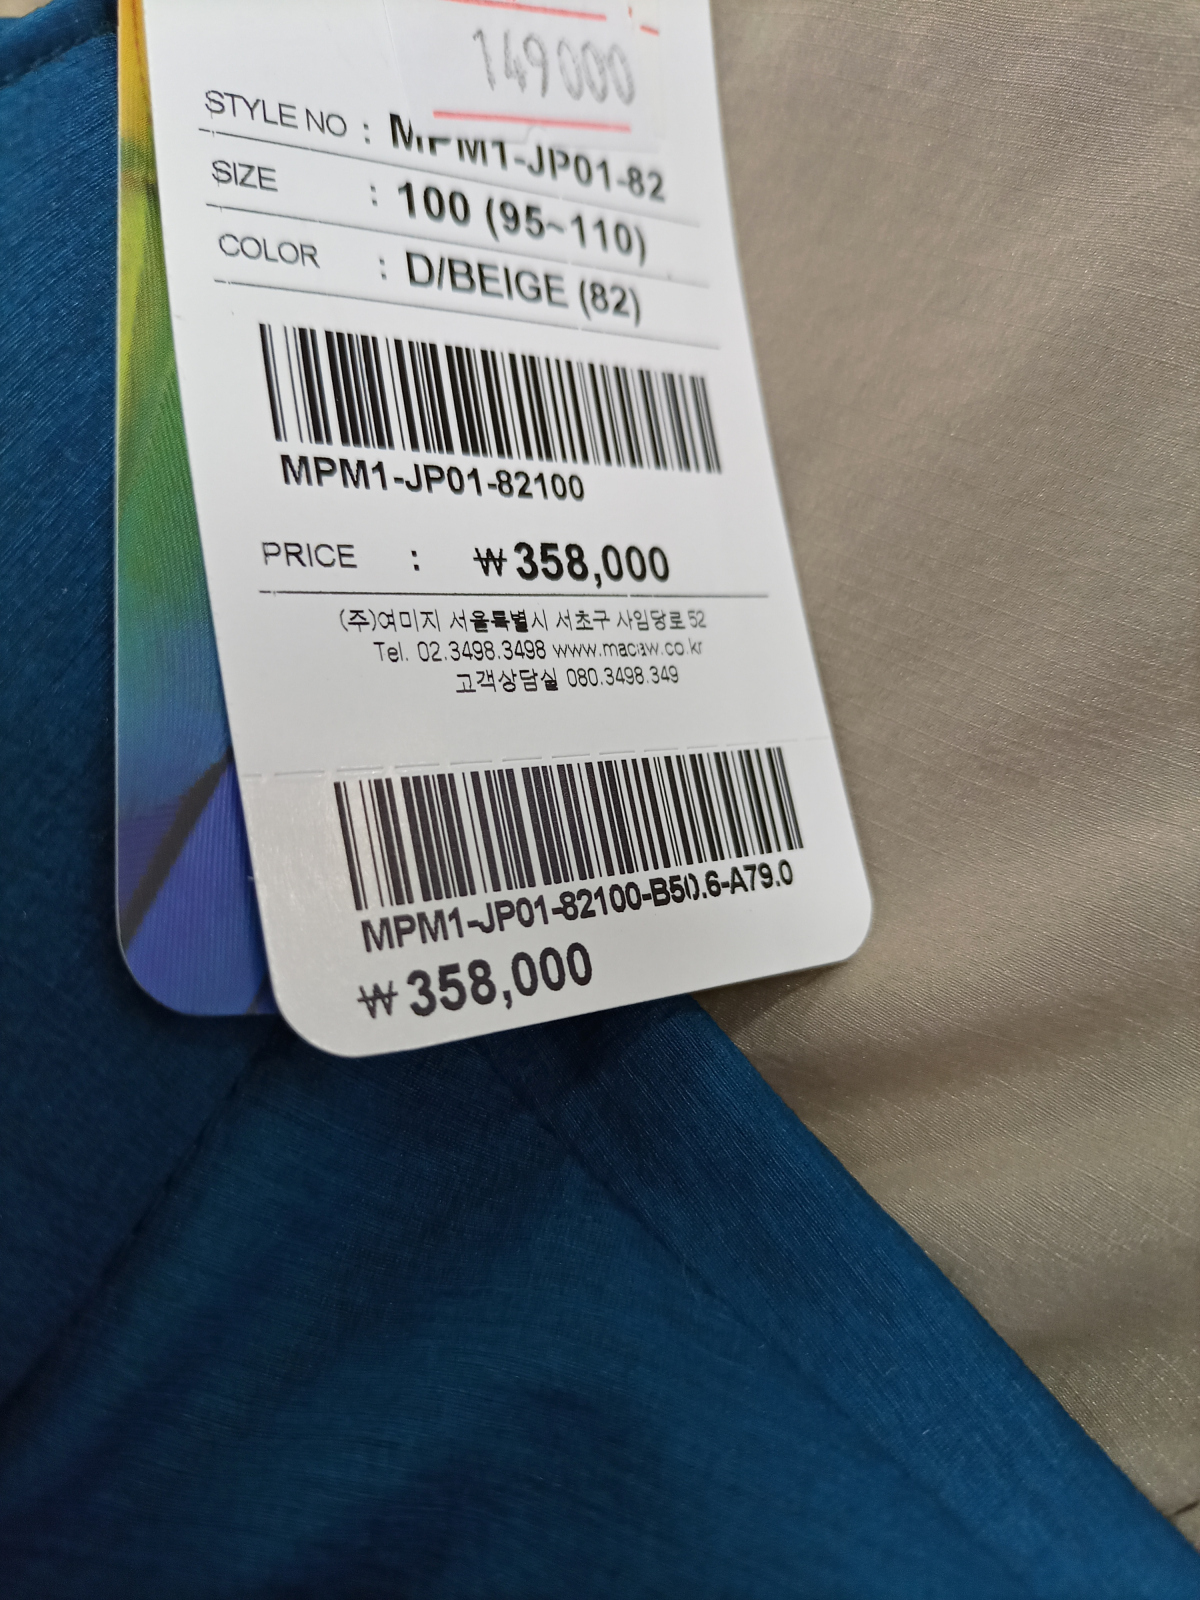 149000
STYLE NO : MPM1-JP01-82
SIZE : 100 (95~110)
COLOR : D/BEIGE (82)
MPM1-JP01-82100
PRICE : ₩358,000
(주)여미지 서울특별시 서초구 사임당로 52
Tel. 02.3498.3498 www.macaw.co.kr
고객상담실 080.3498.349
MPM1-JP01-82100-B50.6-A79.0
₩358,000